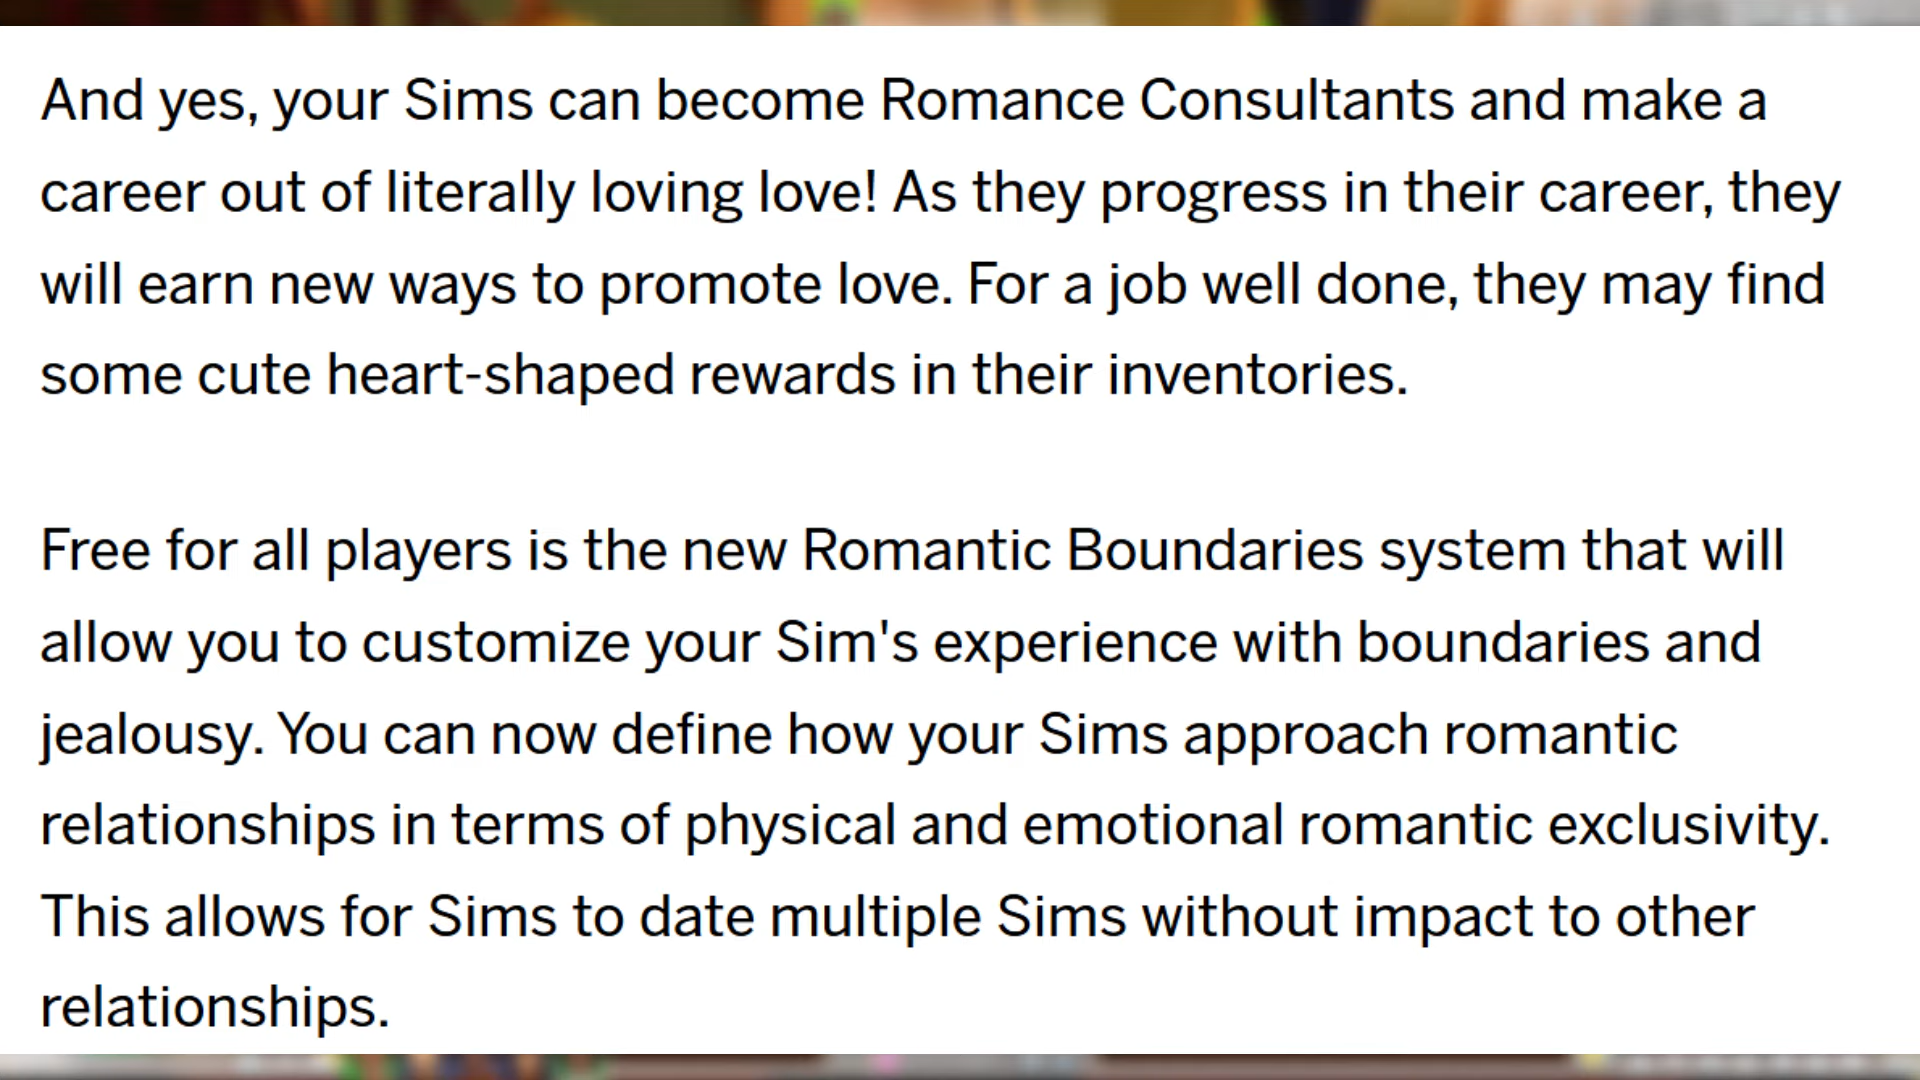 And yes, your Sims can become Romance Consultants and make a
career out of literally loving love! As they progress in their career, they
will earn new ways to promote love. For a job well done, they may find
some cute heart-shaped rewards in their inventories.
Free for all players is the new Romantic Boundaries system that will
allow you to customize your Sim's experience with boundaries and
jealousy. You can now define how your Sims approach romantic
relationships in terms of physical and emotional romantic exclusivity.
This allows for Sims to date multiple Sims without impact to other
relationships.